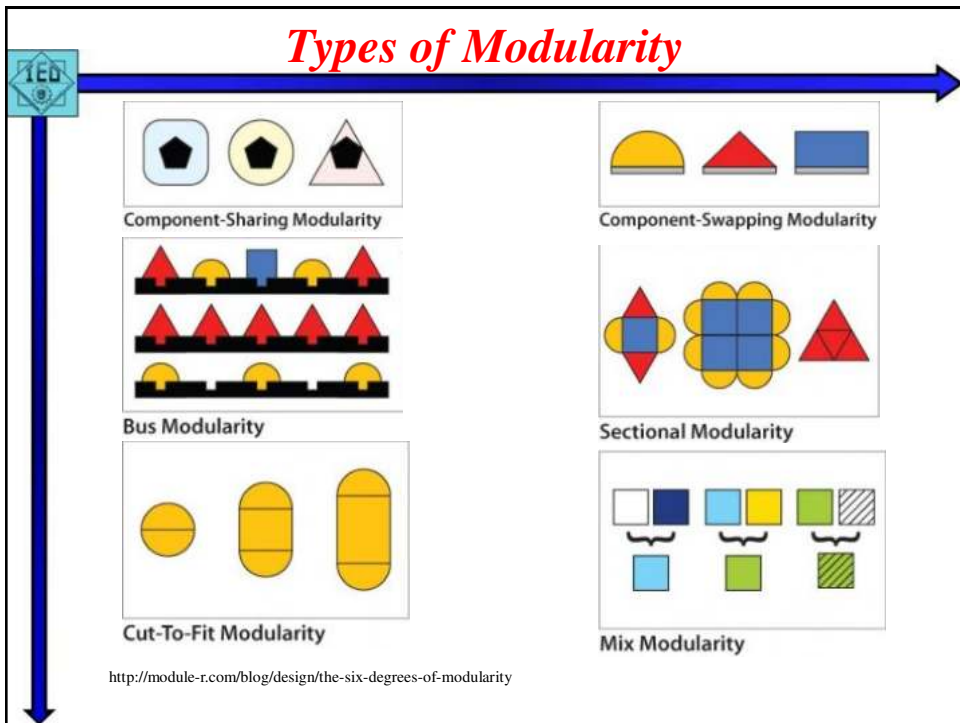 Types of Modularity
IED
Component-Sharing Modularity
Component-Swapping Modularity
Bus Modularity
Sectional Modularity
Cut-To-Fit Modularity
Mix Modularity
http://module-r.com/blog/design/the-six-degrees-of-modularity